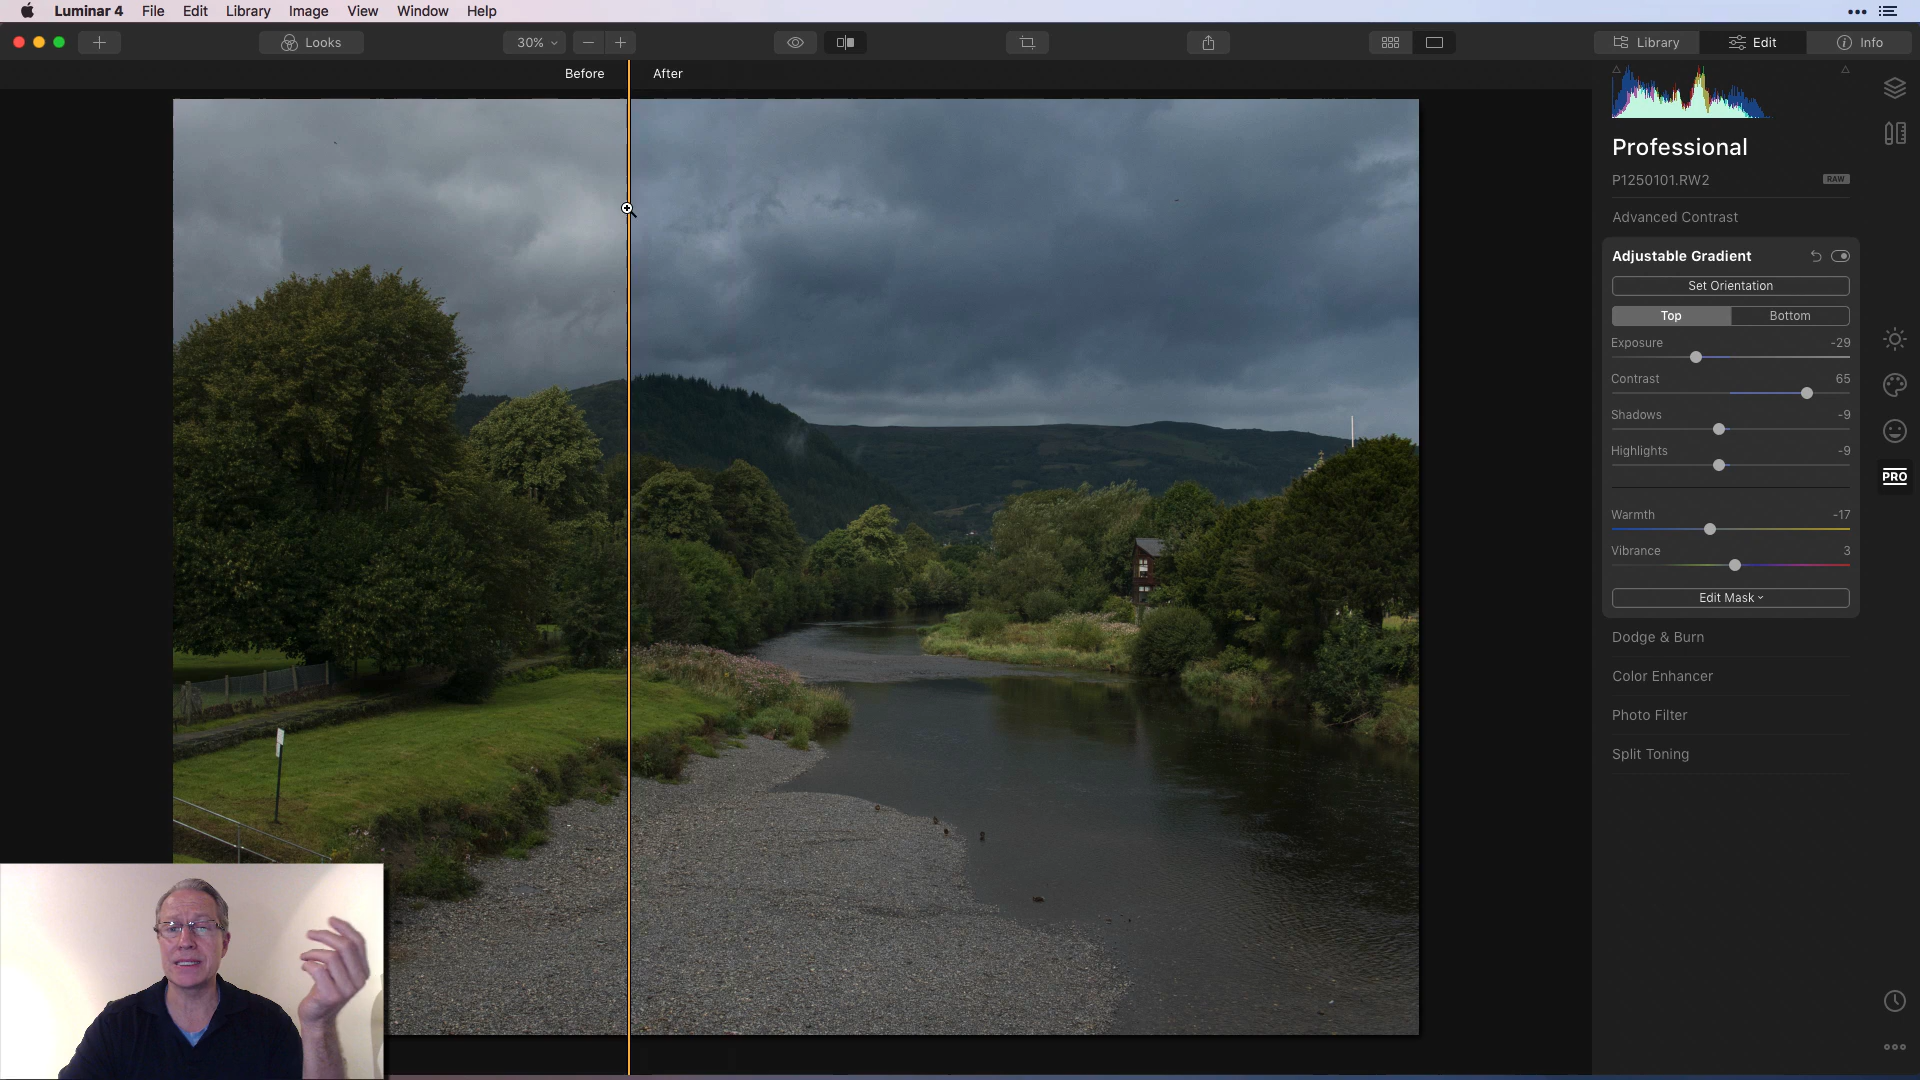 Luminar 4 File Edit Library Image View Window Help
Looks 30% Library Edit Info
Before After
Professional
P1250101.RW2 RAW
Advanced Contrast
Adjustable Gradient
Set Orientation
Top Bottom
Exposure -29
Contrast 65
Shadows -9
Highlights -9
PRO
Warmth -17
Vibrance 3
Edit Mask
Dodge & Burn
Color Enhancer
Photo Filter
Split Toning